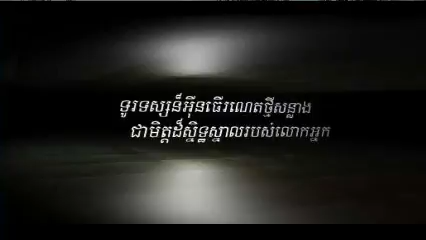 ទូរទស្សន៍អ៊ីនធើរណេតថ្មីសន្លាង
ជាមិត្តដ៏ស្និទ្ធស្នាលរបស់លោកអ្នក